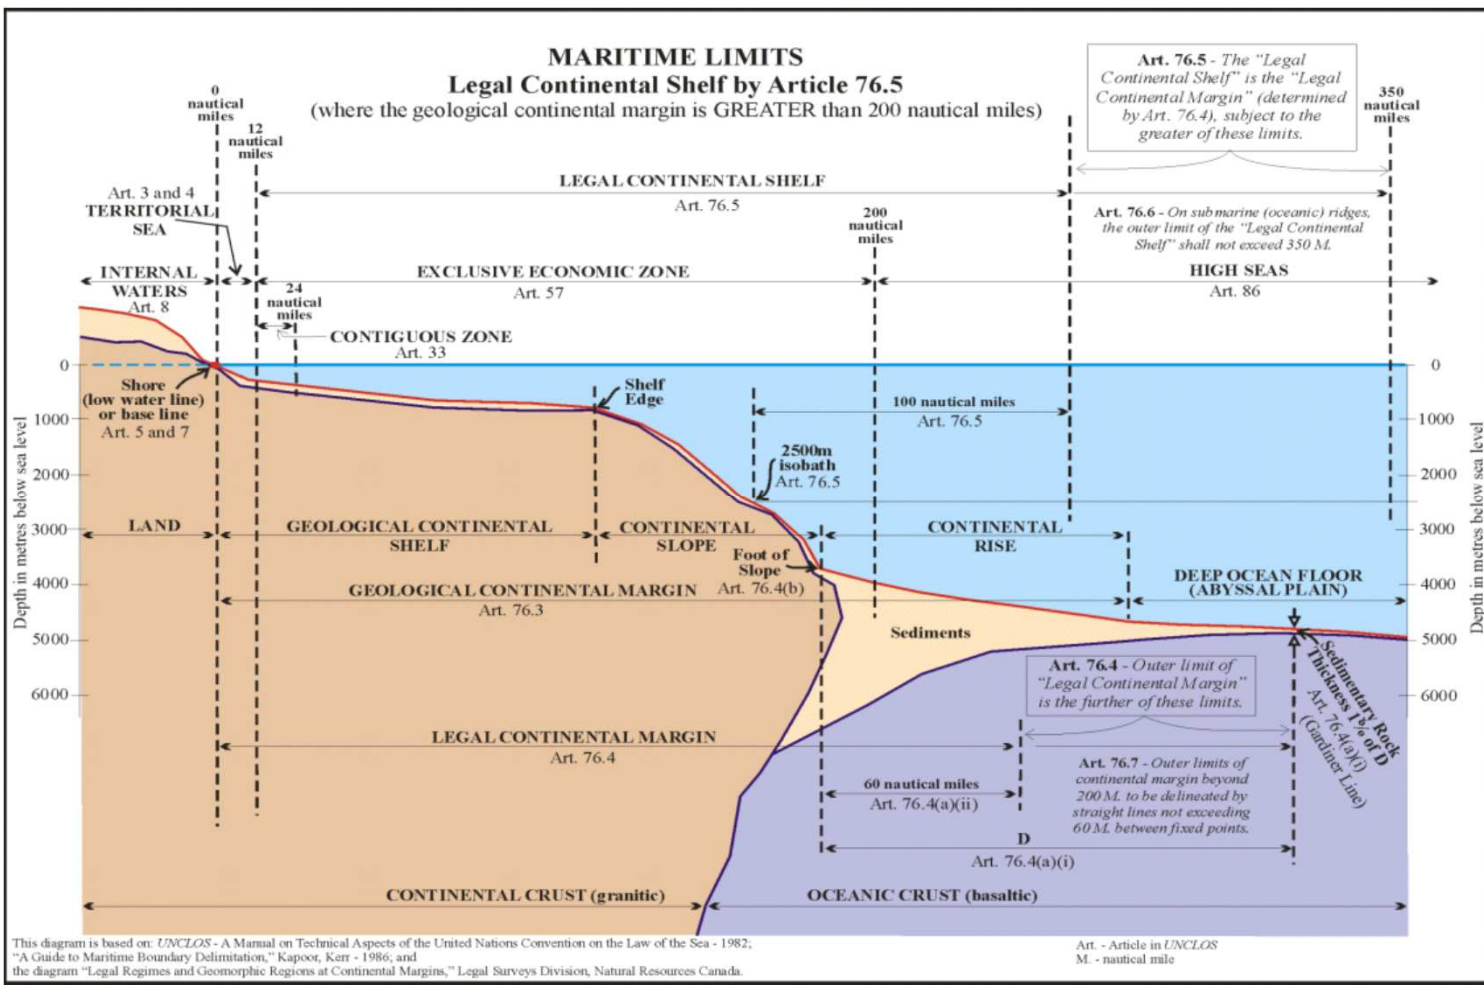 MARITIME LIMITS
Legal Continental Shelf by Article 76.5
(where the geological continental margin is GREATER than 200 nautical miles)
0
nautical
miles
12
nautical
miles
Art. 76.5 - The “Legal
Continental Shelf” is the “Legal
Continental Margin” (determined
by Art. 76.4), subject to the
greater of these limits.
350
nautical
miles
LEGAL CONTINENTAL SHELF
Art. 76.5
Art. 3 and 4
TERRITORIAL
SEA
200
nautical
miles
Art. 76.6 - On submarine (oceanic) ridges,
the outer limit of the “Legal Continental
Shelf” shall not exceed 350 M.
INTERNAL
WATERS
Art. 8
EXCLUSIVE ECONOMIC ZONE
Art. 57
HIGH SEAS
Art. 86
24
nautical
miles
CONTIGUOUS ZONE
Art. 33
0
1000
2000
3000
4000
5000
6000
Depth in metres below sea level
0
1000
2000
3000
4000
5000
6000
Depth in metres below sea level
Shore
(low water line)
or base line
Art. 5 and 7
Shelf
Edge
100 nautical miles
Art. 76.5
2500m
isobath
Art. 76.5
LAND
GEOLOGICAL CONTINENTAL
SHELF
CONTINENTAL
SLOPE
CONTINENTAL
RISE
Foot of
Slope
Art. 76.4(b)
GEOLOGICAL CONTINENTAL MARGIN
Art. 76.3
DEEP OCEAN FLOOR
(ABYSSAL PLAIN)
Sediments
Art. 76.4 - Outer limit of
“Legal Continental Margin”
is the further of these limits.
Sedimentary Rock
Thickness 1% of D
Art. 76.4(a)(i)
(Gardiner Line)
LEGAL CONTINENTAL MARGIN
Art. 76.4
60 nautical miles
Art. 76.4(a)(ii)
Art. 76.7 - Outer limits of
continental margin beyond
200 M. to be delineated by
straight lines not exceeding
60 M. between fixed points.
D
Art. 76.4(a)(i)
CONTINENTAL CRUST (granitic)
OCEANIC CRUST (basaltic)
This diagram is based on: UNCLOS - A Manual on Technical Aspects of the United Nations Convention on the Law of the Sea - 1982;
“A Guide to Maritime Boundary Delimitation,” Kapoor, Kerr - 1986; and
the diagram “Legal Regimes and Geomorphic Regions at Continental Margins,” Legal Surveys Division, Natural Resources Canada.
Art. - Article in UNCLOS
M. - nautical mile